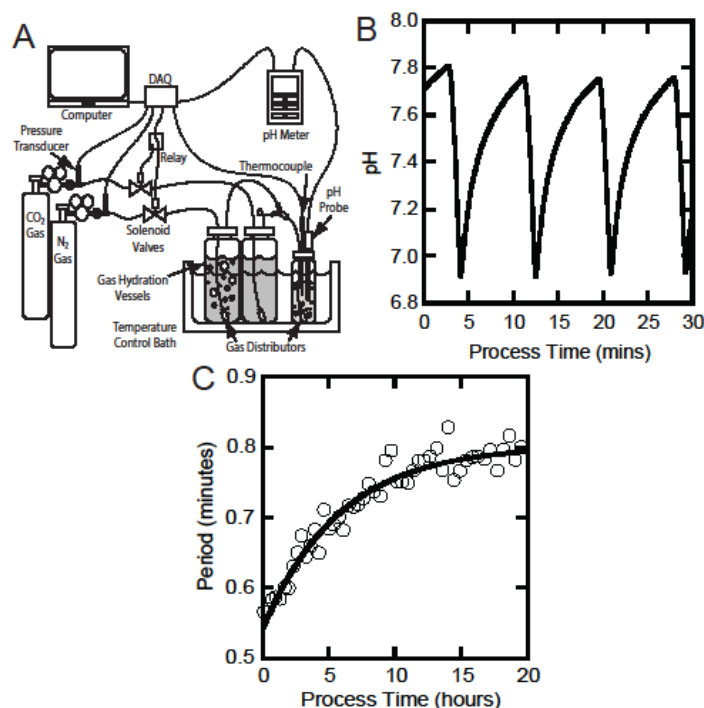 A
DAQ
Computer
pH Meter
Pressure
Transducer
Relay
Thermocouple
pH
Probe
CO2
Gas
N2
Gas
Solenoid
Valves
Gas Hydration
Vessels
Temperature
Control Bath
Gas Distributors
B
8.0
7.8
7.6
7.4
7.2
7.0
6.8
pH
0 5 10 15 20 25 30
Process Time (mins)
C
0.9
0.8
0.7
0.6
0.5
Period (minutes)
0 5 10 15 20
Process Time (hours)